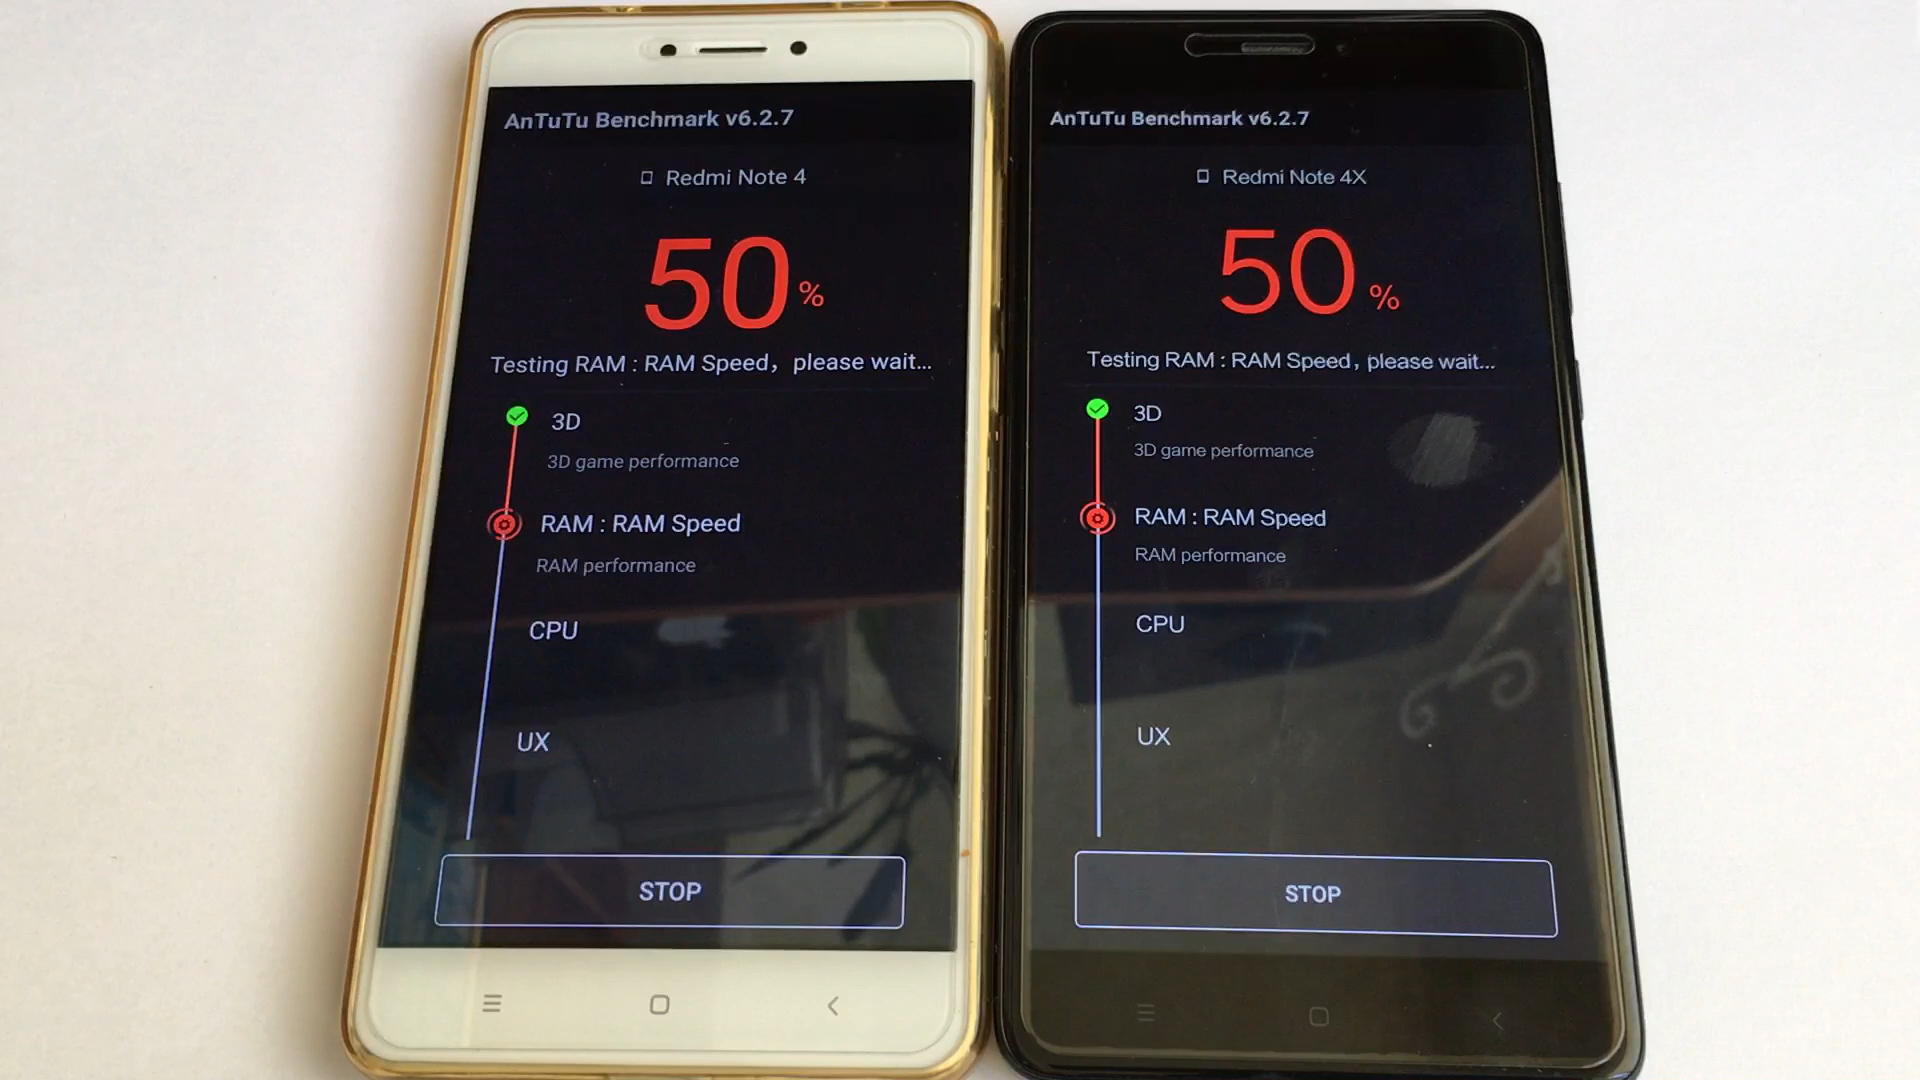 AnTuTu Benchmark v6.2.7
Redmi Note 4
50%
Testing RAM : RAM Speed, please wait...
3D
3D game performance
RAM : RAM Speed
RAM performance
CPU
UX
STOP
AnTuTu Benchmark v6.2.7
Redmi Note 4X
50%
Testing RAM : RAM Speed, please wait...
3D
3D game performance
RAM : RAM Speed
RAM performance
CPU
UX
STOP